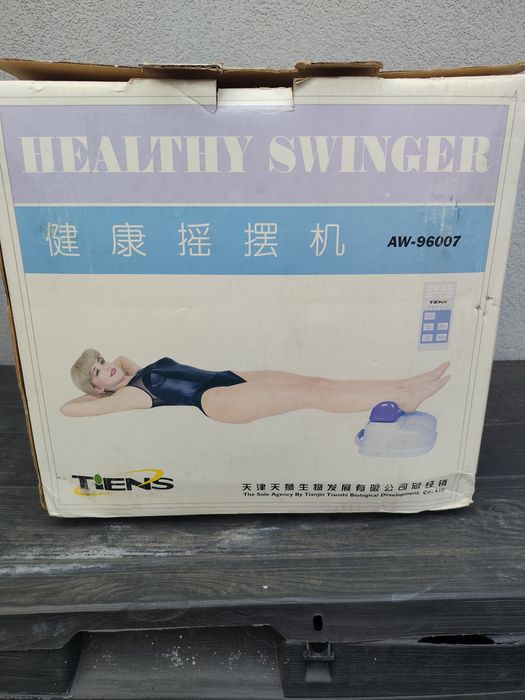 HEALTHY SWINGER
健康摇摆机 AW-96007
TIENS
TIENS
天津天狮生物发展有限公司总经销
The Sole Agency By Tianjin Tianshi Biological Development Co., Ltd.